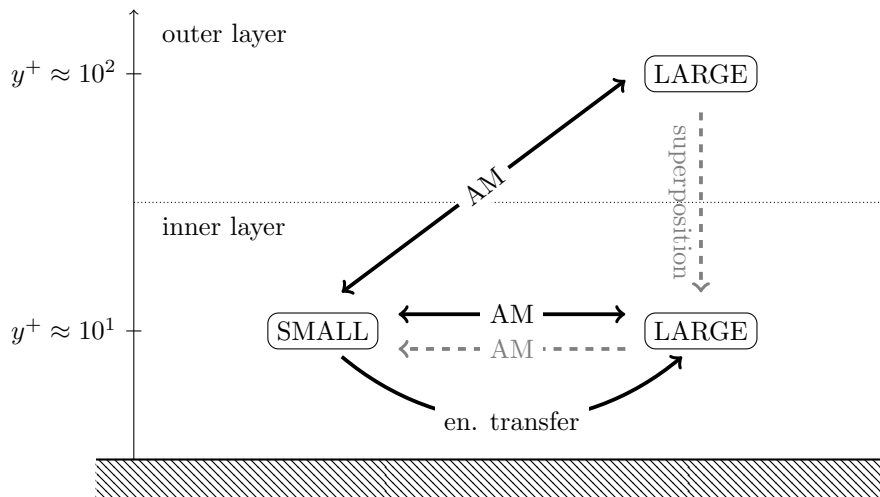 outer layer
y⁺ ≈ 10²
LARGE
superposition
AM
inner layer
y⁺ ≈ 10¹
SMALL
AM
LARGE
AM
en. transfer